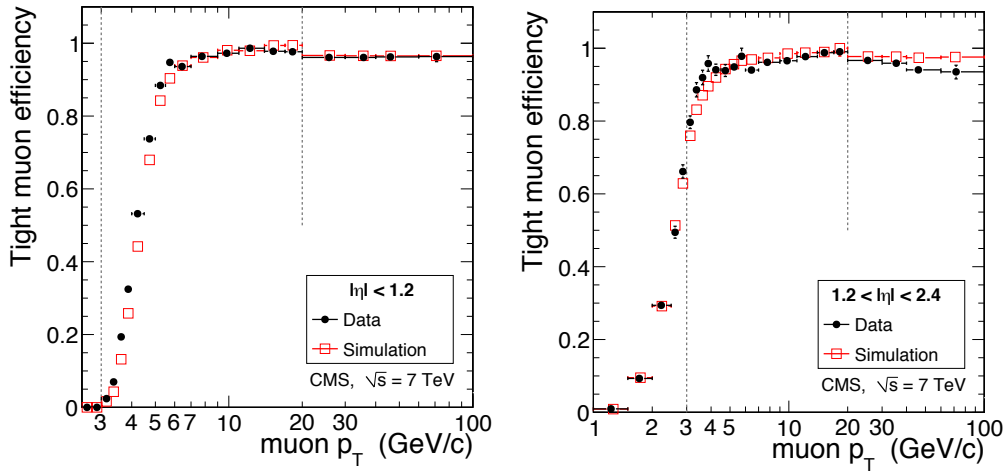 Tight muon efficiency
1
0.8
0.6
0.4
0.2
0
|η| < 1.2
Data
Simulation
CMS, √s = 7 TeV
3 4 5 6 7 10 20 30 100
muon p_T (GeV/c)
Tight muon efficiency
1
0.8
0.6
0.4
0.2
0
1.2 < |η| < 2.4
Data
Simulation
CMS, √s = 7 TeV
1 2 3 4 5 10 20 30 100
muon p_T (GeV/c)